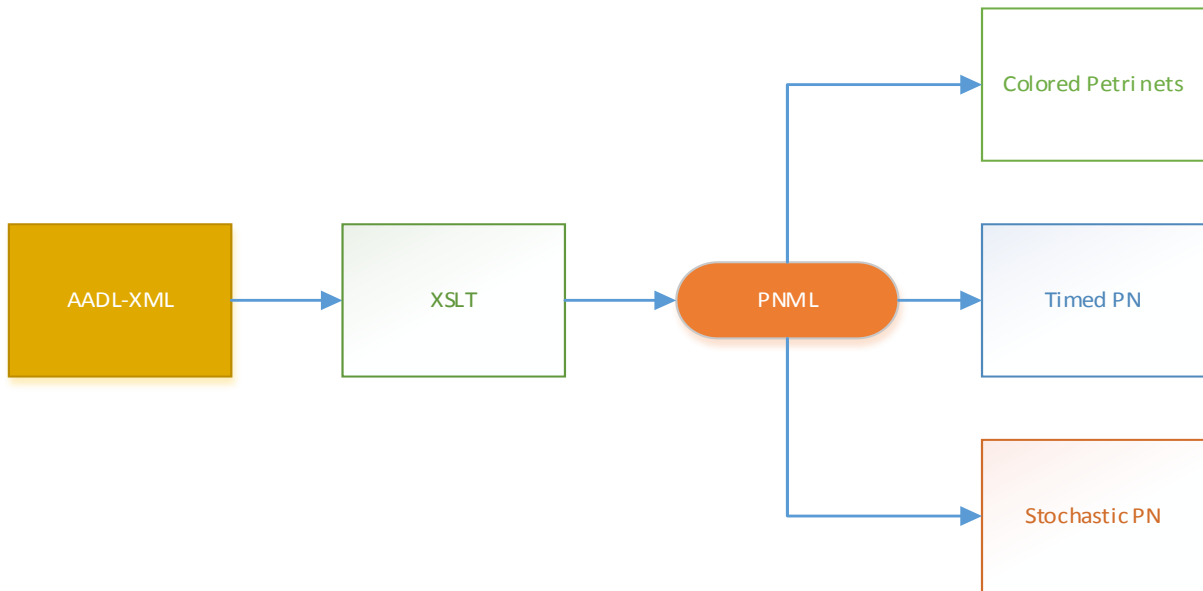 Colored Petri nets
AADL-XML
XSLT
PNML
Timed PN
Stochastic PN